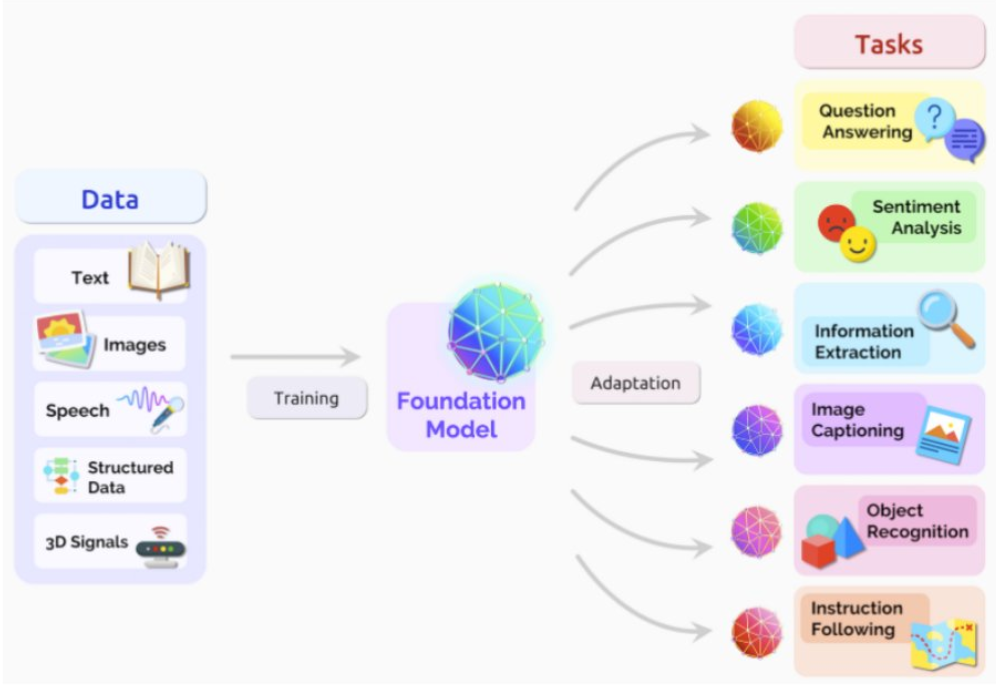 Data
Text
Images
Speech
Structured
Data
3D Signals
Training
Foundation
Model
Adaptation
Tasks
Question
Answering
?
Sentiment
Analysis
Information
Extraction
Image
Captioning
Object
Recognition
Instruction
Following